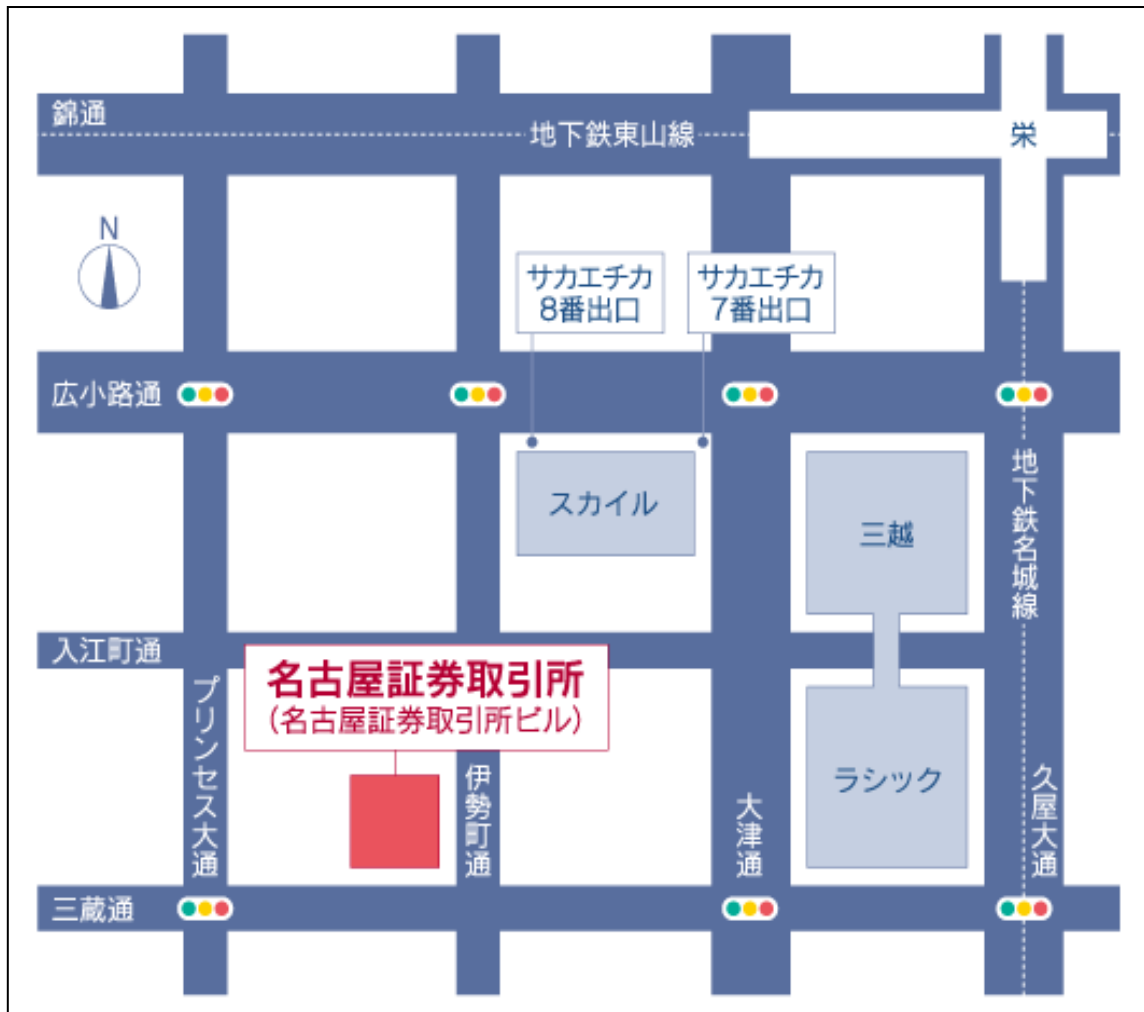 錦通
地下鉄東山線
栄
N
サカエチカ
8番出口
サカエチカ
7番出口
広小路通
スカイル
三越
地下鉄名城線
入江町通
名古屋証券取引所
（名古屋証券取引所ビル）
プリンセス大通
伊勢町通
大津通
ラシック
久屋大通
三蔵通